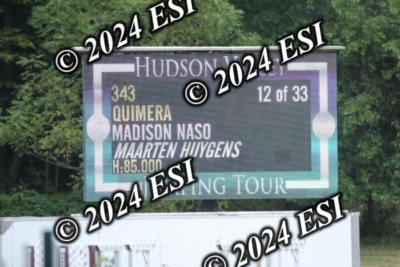 © 2024 ESI
HUDSON VALLEY
© 2024 ESI
343 12 of 33
QUIMERA
MADISON NASO
MAARTEN HUYGENS
H:85.000
© 2024 ESI
TOUR
© 2024 ESI
© 2024 ESI